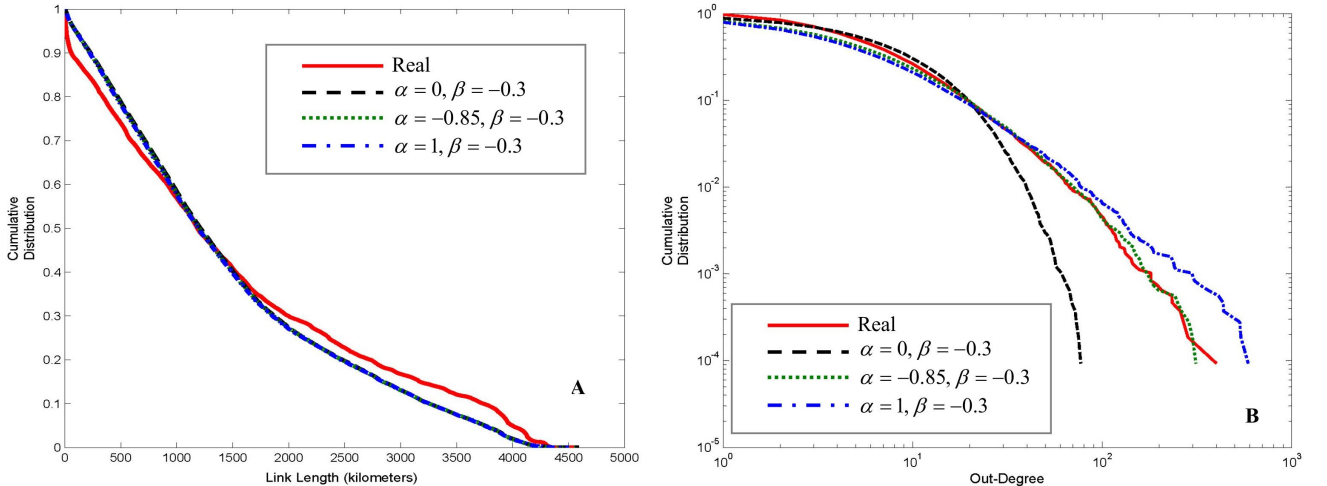 1
0.9
0.8
0.7
0.6
0.5
0.4
0.3
0.2
0.1
0
Cumulative
Distribution
0 500 1000 1500 2000 2500 3000 3500 4000 4500 5000
Link Length (kilometers)
Real
α = 0, β = −0.3
α = −0.85, β = −0.3
α = 1, β = −0.3
A
10^0
10^-1
10^-2
10^-3
10^-4
10^-5
Cumulative
Distribution
10^0 10^1 10^2 10^3
Out-Degree
Real
α = 0, β = −0.3
α = −0.85, β = −0.3
α = 1, β = −0.3
B